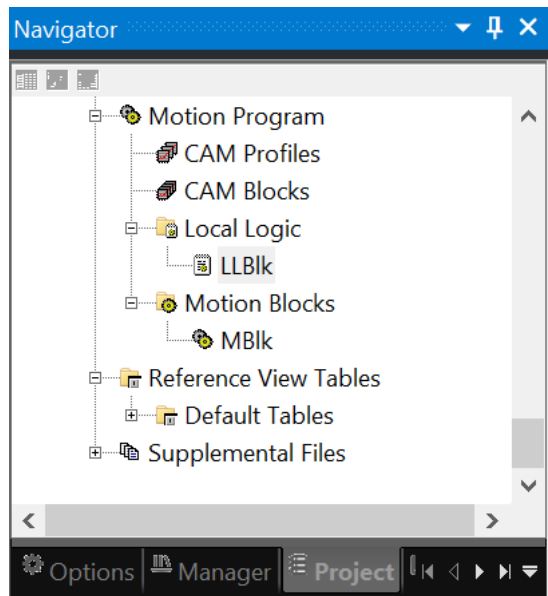 Navigator
Motion Program
CAM Profiles
CAM Blocks
Local Logic
LLBlk
Motion Blocks
MBlk
Reference View Tables
Default Tables
Supplemental Files
Options Manager Project